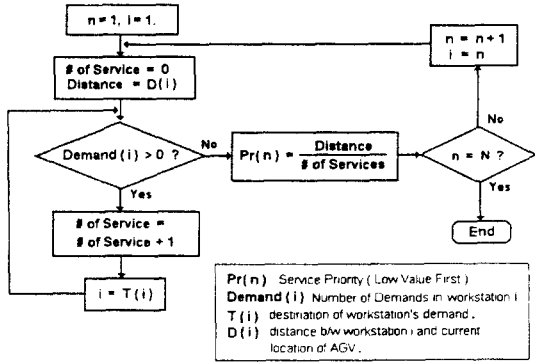 n = 1, i = 1.
n = n + 1
i = n
# of Service = 0
Distance = D(i)
No
Demand(i) > 0 ?
No
Pr(n) = Distance
# of Services
n = N ?
Yes
Yes
# of Service =
# of Service + 1
End
i = T(i)
Pr(n) Service Priority ( Low Value First )
Demand(i) Number of Demands in workstation i
T(i) destination of workstation's demand.
D(i) distance b/w workstation i and current
location of AGV.